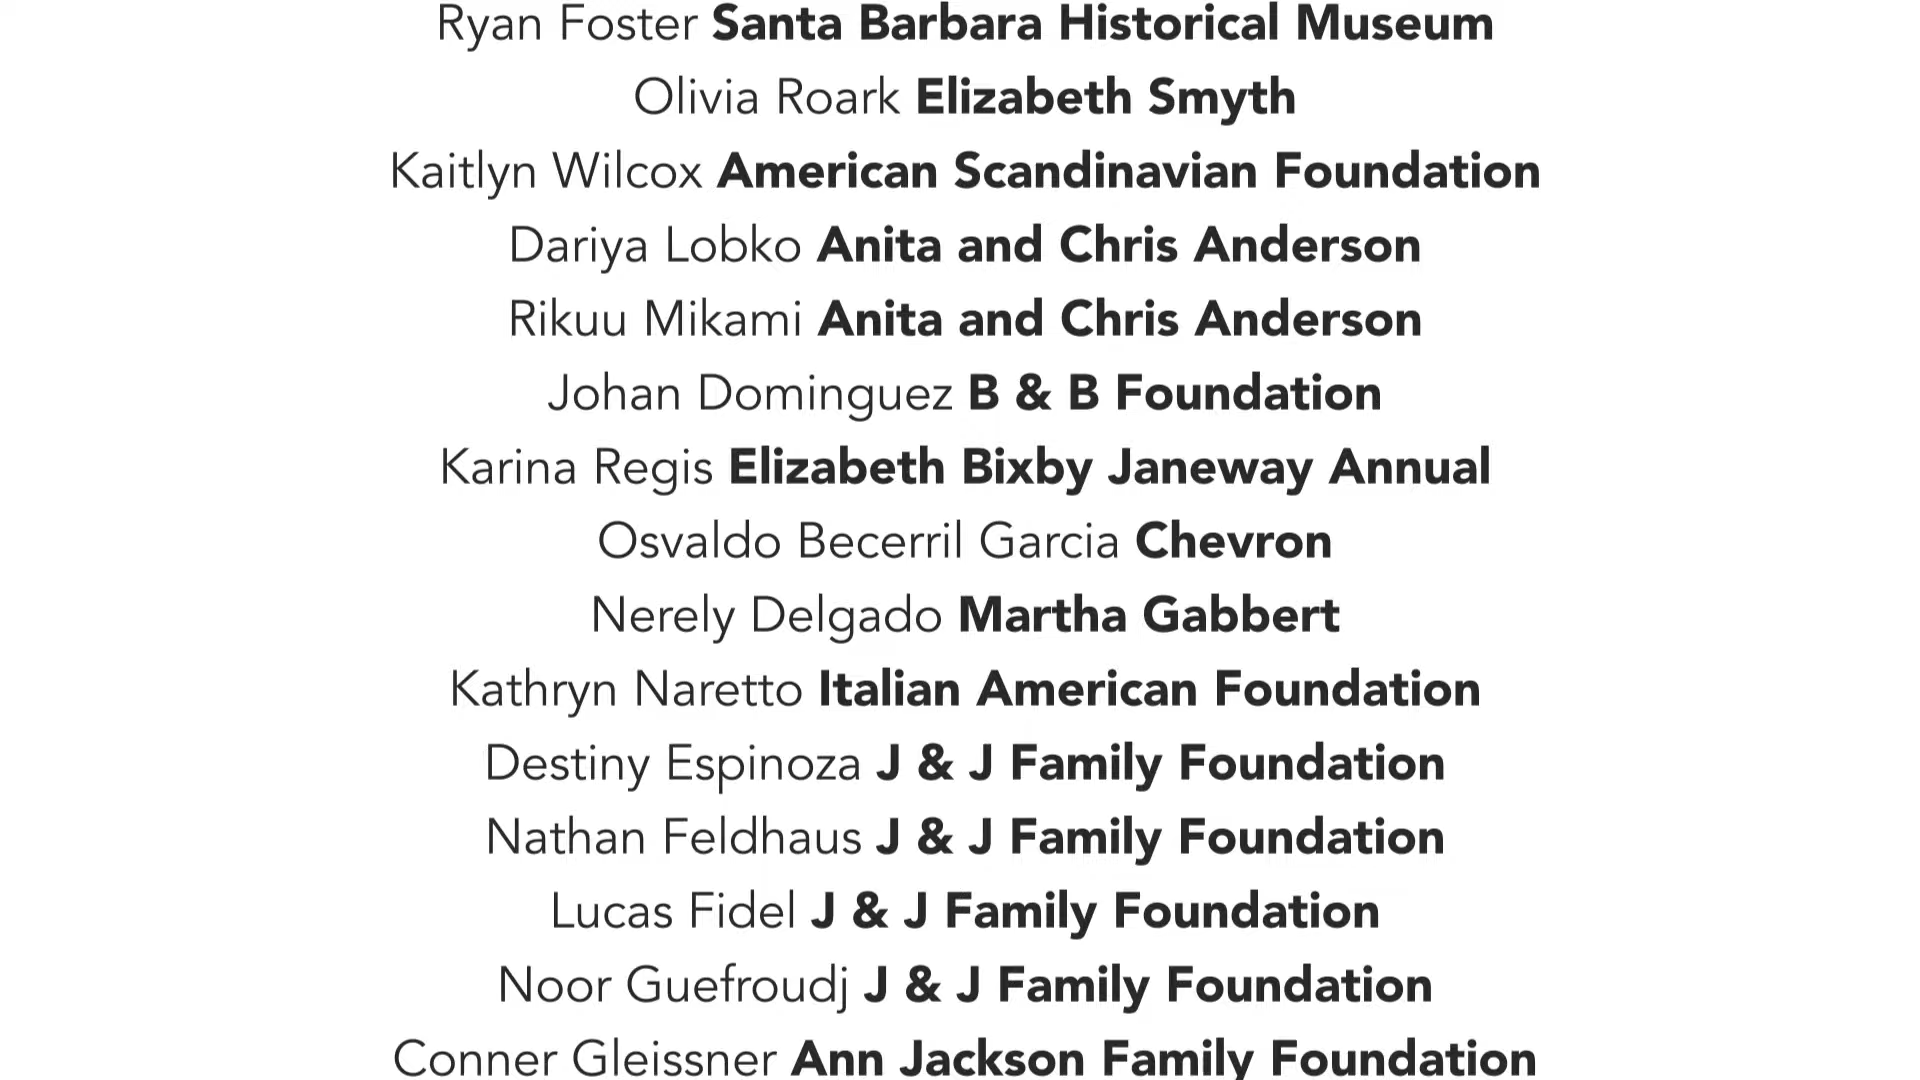 Ryan Foster Santa Barbara Historical Museum
Olivia Roark Elizabeth Smyth
Kaitlyn Wilcox American Scandinavian Foundation
Dariya Lobko Anita and Chris Anderson
Rikuu Mikami Anita and Chris Anderson
Johan Dominguez B & B Foundation
Karina Regis Elizabeth Bixby Janeway Annual
Osvaldo Becerril Garcia Chevron
Nerely Delgado Martha Gabbert
Kathryn Naretto Italian American Foundation
Destiny Espinoza J & J Family Foundation
Nathan Feldhaus J & J Family Foundation
Lucas Fidel J & J Family Foundation
Noor Guefroudj J & J Family Foundation
Conner Gleissner Ann Jackson Family Foundation